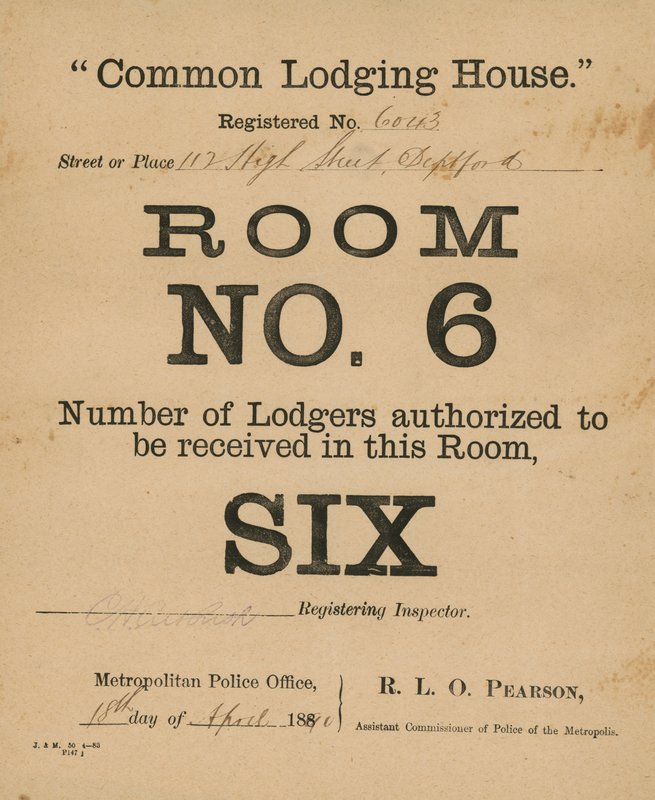 “Common Lodging House.”
Registered No. 6043
Street or Place 112 High Street, Deptford
ROOM
NO. 6
Number of Lodgers authorized to
be received in this Room,
SIX
Registering Inspector.
Metropolitan Police Office,
18th day of April 1890
R. L. O. PEARSON,
Assistant Commissioner of Police of the Metropolis.
J. & M. 50 4—83
P147